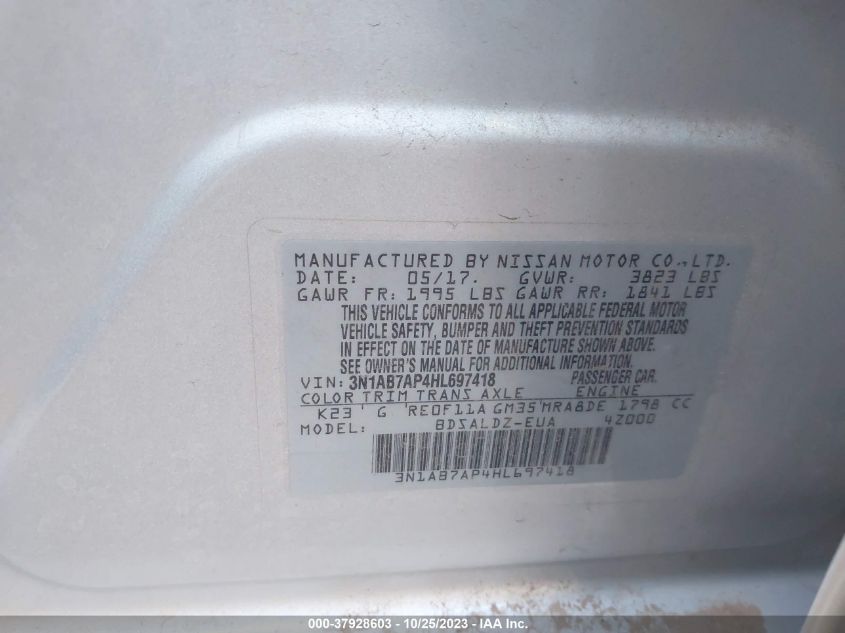 MANUFACTURED BY NISSAN MOTOR CO.,LTD.
DATE: 05/17. GVWR: 3823 LBS
GAWR FR: 1995 LBS GAWR RR: 1841 LBS
THIS VEHICLE CONFORMS TO ALL APPLICABLE FEDERAL MOTOR
VEHICLE SAFETY, BUMPER AND THEFT PREVENTION STANDARDS
IN EFFECT ON THE DATE OF MANUFACTURE SHOWN ABOVE.
SEE OWNER'S MANUAL FOR ADDITIONAL INFORMATION.
VIN: 3N1AB7AP4HL697418 PASSENGER CAR.
COLOR TRIM TRANS AXLE ENGINE
K23 G RE0F11A GM35 MRA8DE 1798 CC
MODEL: BDSALDZ-EUA 4Z000
3N1AB7AP4HL697418
000-37928603 - 10/25/2023 - IAA Inc.